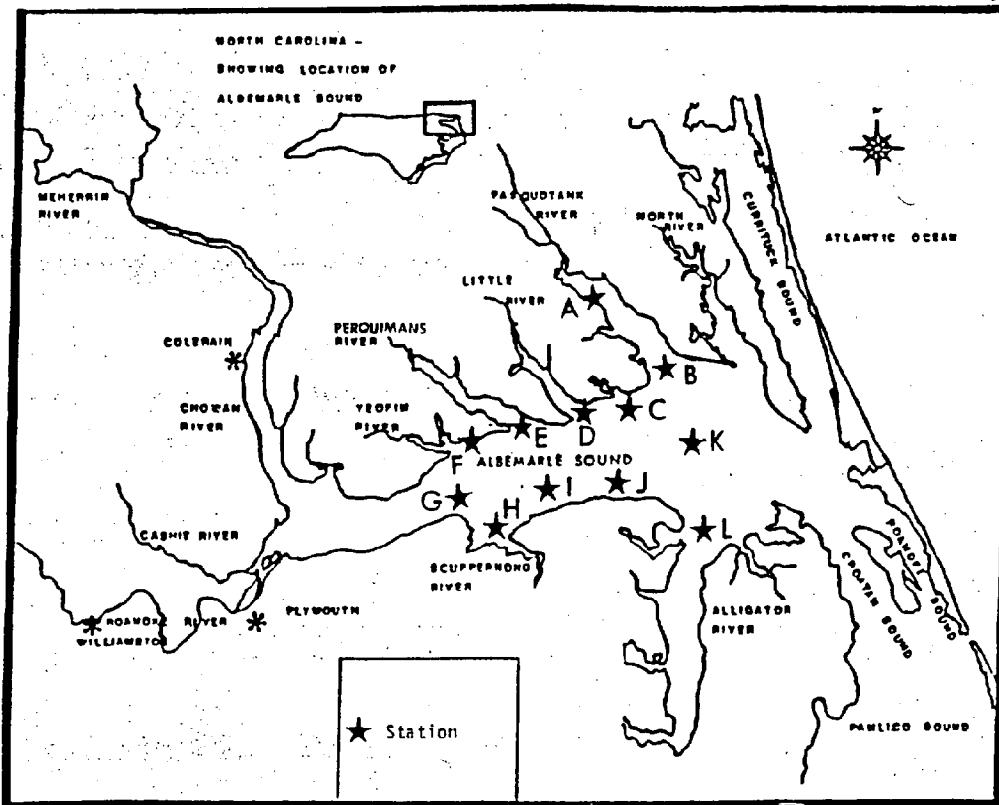 NORTH CAROLINA -
SHOWING LOCATION OF
ALBEMARLE SOUND
MEHERRIN
RIVER
PASQUOTANK
RIVER
NORTH
RIVER
CURRITUCK SOUND
ATLANTIC OCEAN
LITTLE
RIVER
A
PERQUIMANS
RIVER
COLERAIN
B
CHOWAN
RIVER
YEOPIM
RIVER
C
D
E
K
F
ALBEMARLE SOUND
G
I
J
H
L
CASHIE RIVER
SCUPPERNONG
RIVER
ROANOKE SOUND
CROATAN SOUND
ROANOKE RIVER
WILLIAMSTON
PLYMOUTH
ALLIGATOR
RIVER
Station
PAMLICO SOUND